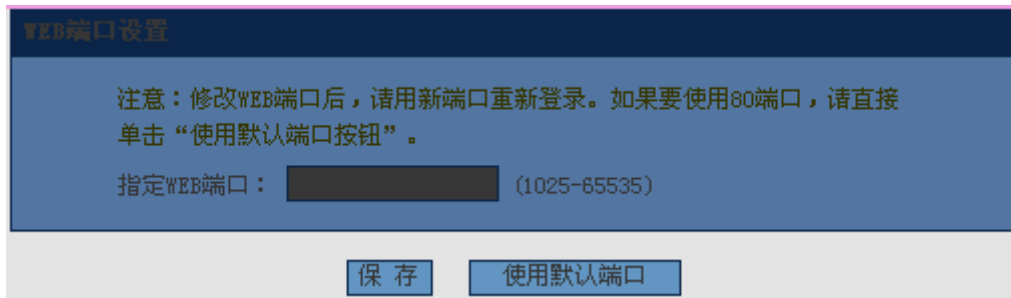 WEB端口设置
注意：修改WEB端口后，请用新端口重新登录。如果要使用80端口，请直接
单击“使用默认端口按钮”。
指定WEB端口： (1025-65535)
保 存 使用默认端口